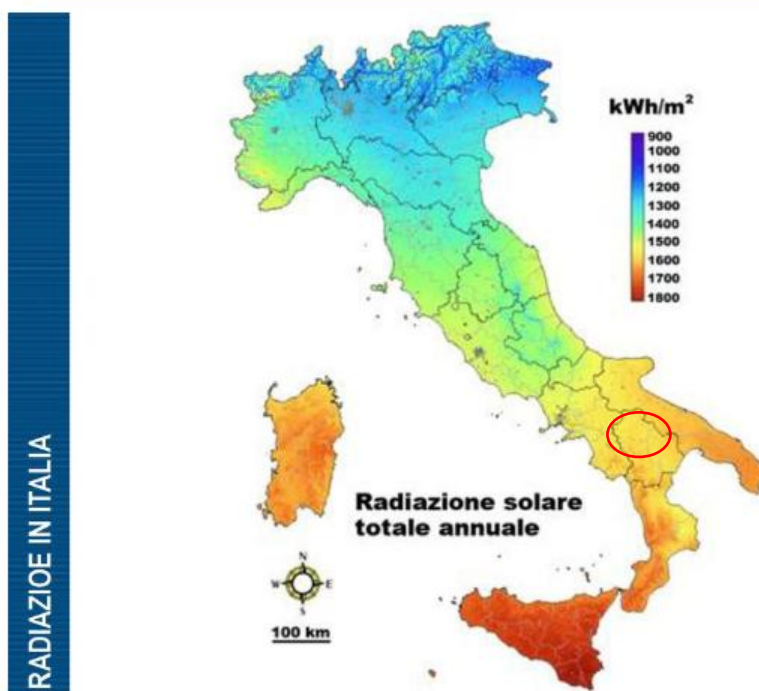 RADIAZIOE IN ITALIA
kWh/m²
900
1000
1100
1200
1300
1400
1500
1600
1700
1800
Radiazione solare
totale annuale
N
W E
S
100 km